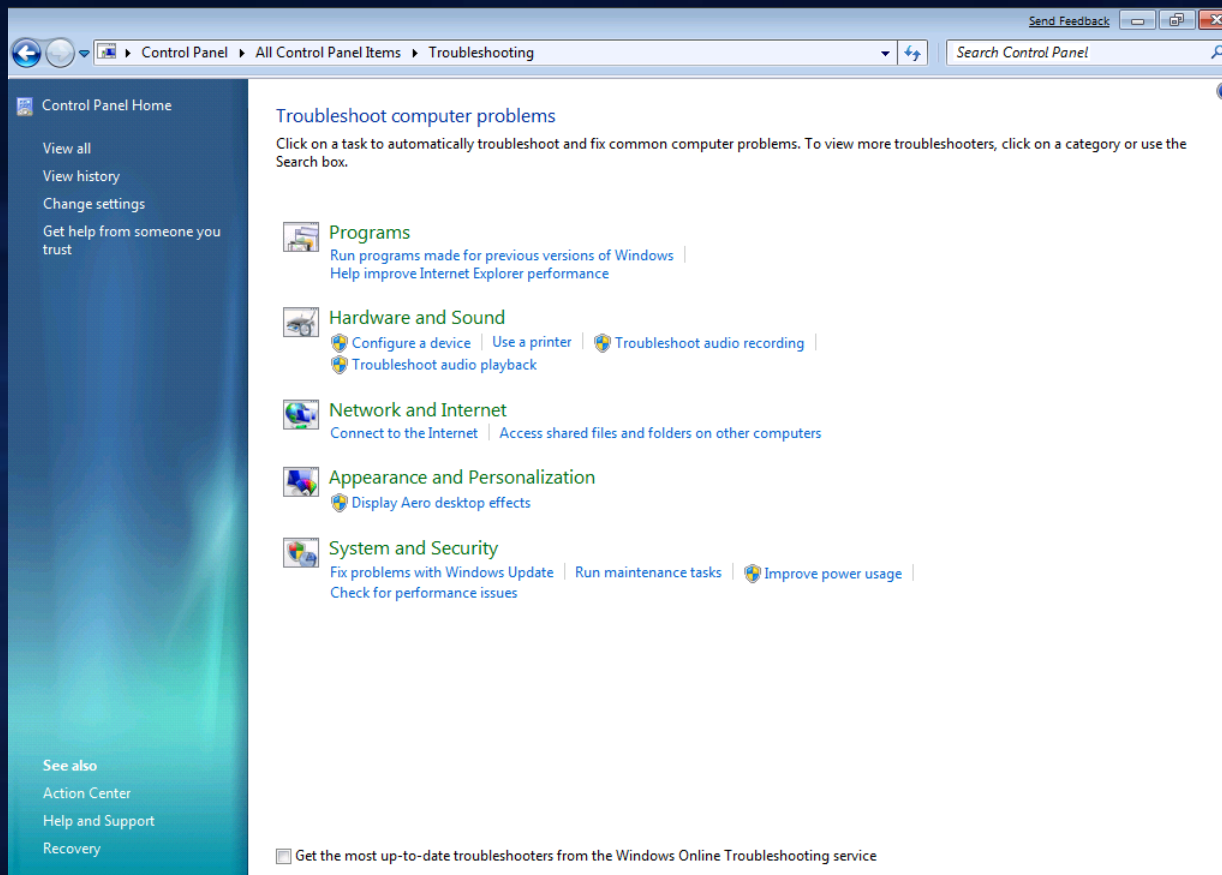 Send Feedback
Control Panel All Control Panel Items Troubleshooting
Search Control Panel
Control Panel Home
View all
View history
Change settings
Get help from someone you
trust
See also
Action Center
Help and Support
Recovery
Troubleshoot computer problems
Click on a task to automatically troubleshoot and fix common computer problems. To view more troubleshooters, click on a category or use the
Search box.
Programs
Run programs made for previous versions of Windows
Help improve Internet Explorer performance
Hardware and Sound
Configure a device Use a printer Troubleshoot audio recording
Troubleshoot audio playback
Network and Internet
Connect to the Internet Access shared files and folders on other computers
Appearance and Personalization
Display Aero desktop effects
System and Security
Fix problems with Windows Update Run maintenance tasks Improve power usage
Check for performance issues
Get the most up-to-date troubleshooters from the Windows Online Troubleshooting service